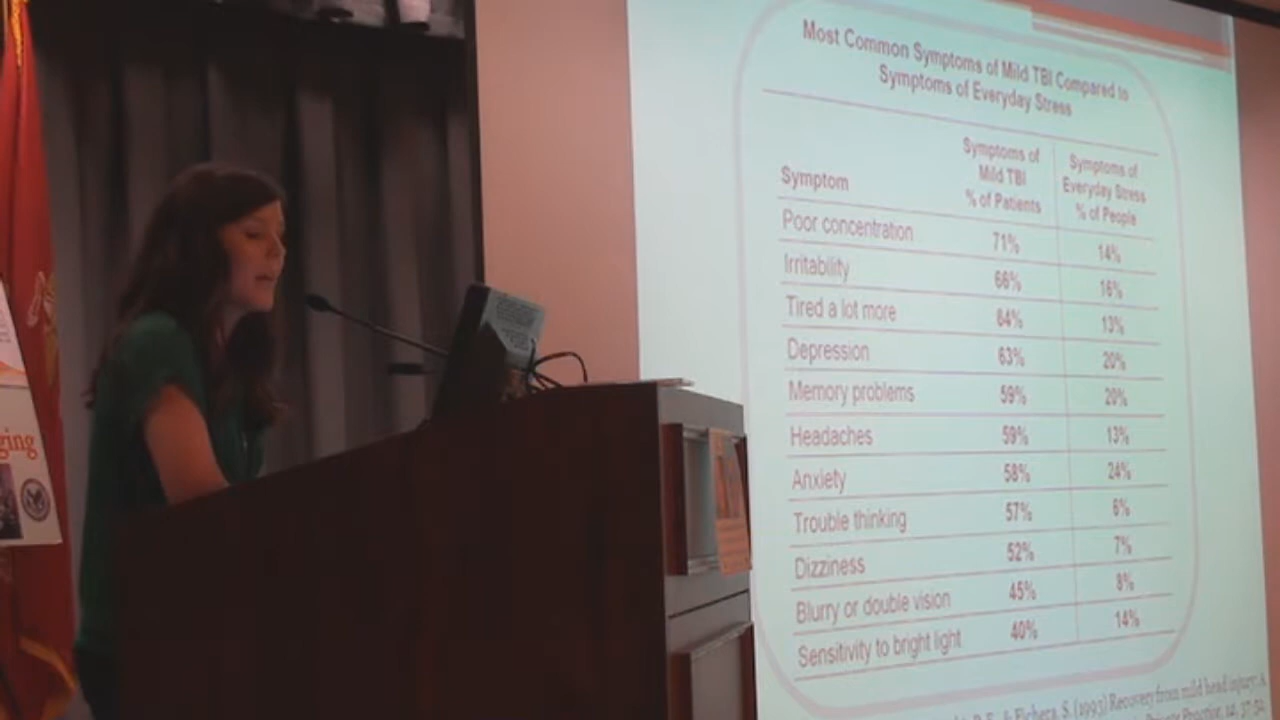 Most Common Symptoms of Mild TBI Compared to
Symptoms of Everyday Stress
Symptom
Symptoms of
Mild TBI
% of Patients
Symptoms of
Everyday Stress
% of People
Poor concentration 71% 14%
Irritability 66% 16%
Tired a lot more 64% 13%
Depression 63% 20%
Memory problems 59% 20%
Headaches 59% 13%
Anxiety 58% 24%
Trouble thinking 57% 6%
Dizziness 52% 7%
Blurry or double vision 45% 8%
Sensitivity to bright light 40% 14%
& Fichera, S. (1993) Recovery from mild head injury: A
12, 37-52.
ging